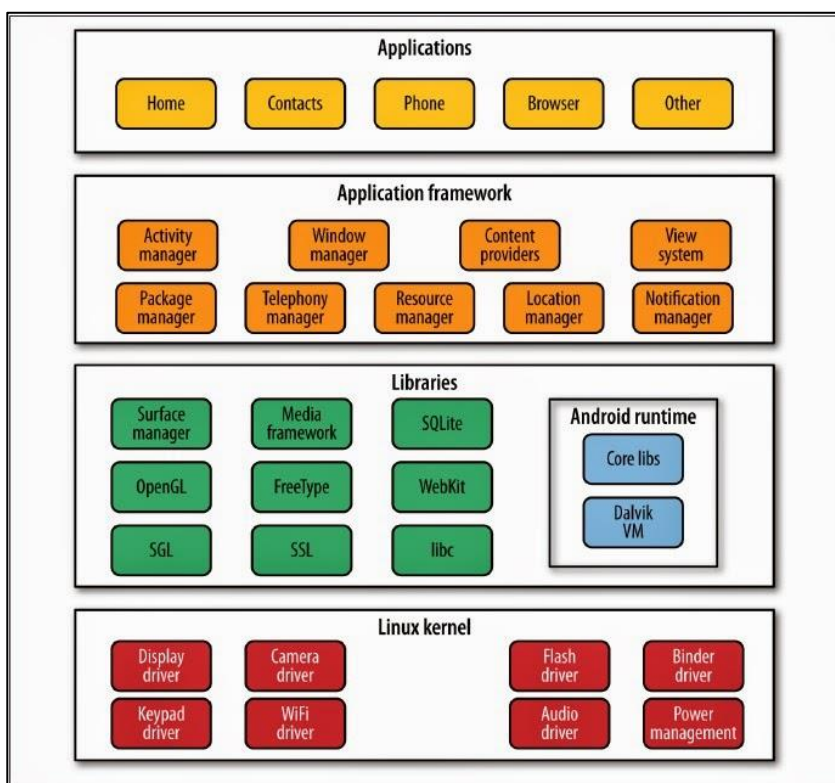 Applications
Home Contacts Phone Browser Other
Application framework
Activity manager
Window manager
Content providers
View system
Package manager
Telephony manager
Resource manager
Location manager
Notification manager
Libraries
Surface manager
Media framework
SQLite
OpenGL
FreeType
WebKit
SGL
SSL
libc
Android runtime
Core libs
Dalvik VM
Linux kernel
Display driver
Camera driver
Flash driver
Binder driver
Keypad driver
WiFi driver
Audio driver
Power management